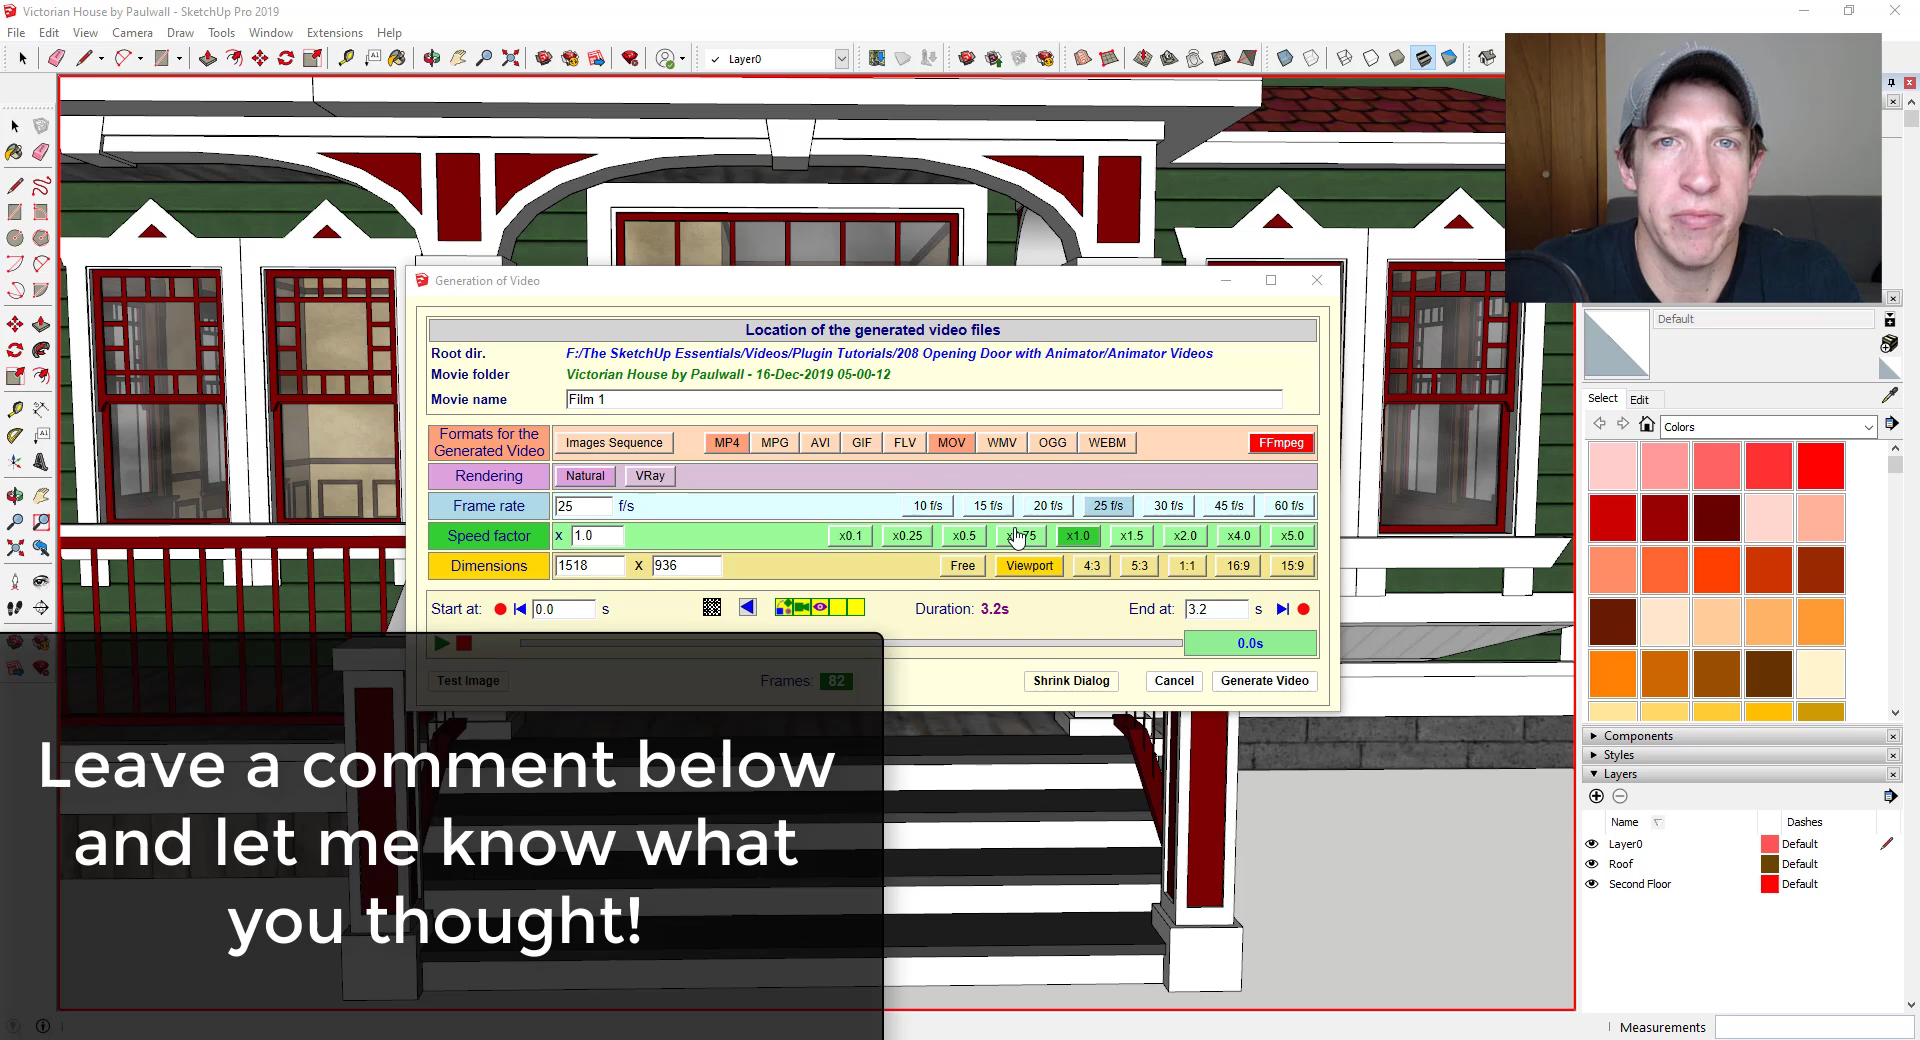 Victorian House by Paulwall - SketchUp Pro 2019
File Edit View Camera Draw Tools Window Extensions Help
Layer0
Generation of Video
Location of the generated video files
Root dir. F:/The SketchUp Essentials/Videos/Plugin Tutorials/208 Opening Door with Animator/Animator Videos
Movie folder Victorian House by Paulwall - 16-Dec-2019 05-00-12
Movie name Film 1
Formats for the
Generated Video Images Sequence MP4 MPG AVI GIF FLV MOV WMV OGG WEBM FFmpeg
Rendering Natural VRay
Frame rate 25 f/s 10 f/s 15 f/s 20 f/s 25 f/s 30 f/s 45 f/s 60 f/s
Speed factor x 1.0 x0.1 x0.25 x0.5 x1.0 x1.5 x2.0 x4.0 x5.0
Dimensions 1518 X 936 Free Viewport 4:3 5:3 1:1 16:9 15:9
Start at: 0.0 s Duration: 3.2s End at: 3.2 s
0.0s
Test Image Frames: 82 Shrink Dialog Cancel Generate Video
Default
Select Edit
Colors
Components
Styles
Layers
Name Dashes
Layer0 Default
Roof Default
Second Floor Default
Measurements
Leave a comment below
and let me know what
you thought!